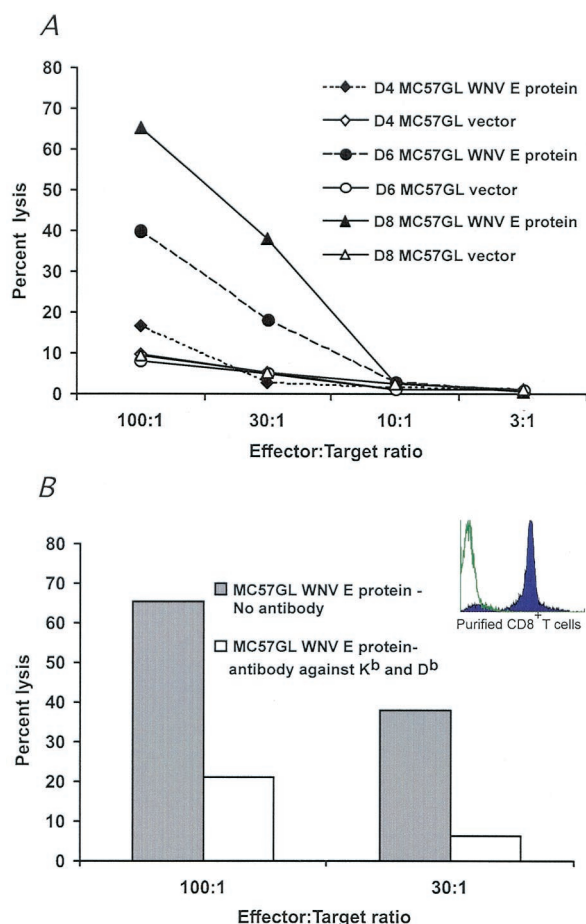 A
80
70
60
50
40
30
20
10
0
Percent lysis
D4 MC57GL WNV E protein
D4 MC57GL vector
D6 MC57GL WNV E protein
D6 MC57GL vector
D8 MC57GL WNV E protein
D8 MC57GL vector
100:1 30:1 10:1 3:1
Effector:Target ratio
B
80
70
60
50
40
30
20
10
0
Percent lysis
MC57GL WNV E protein -
No antibody
MC57GL WNV E protein-
antibody against Kb and Db
Purified CD8+T cells
100:1 30:1
Effector:Target ratio